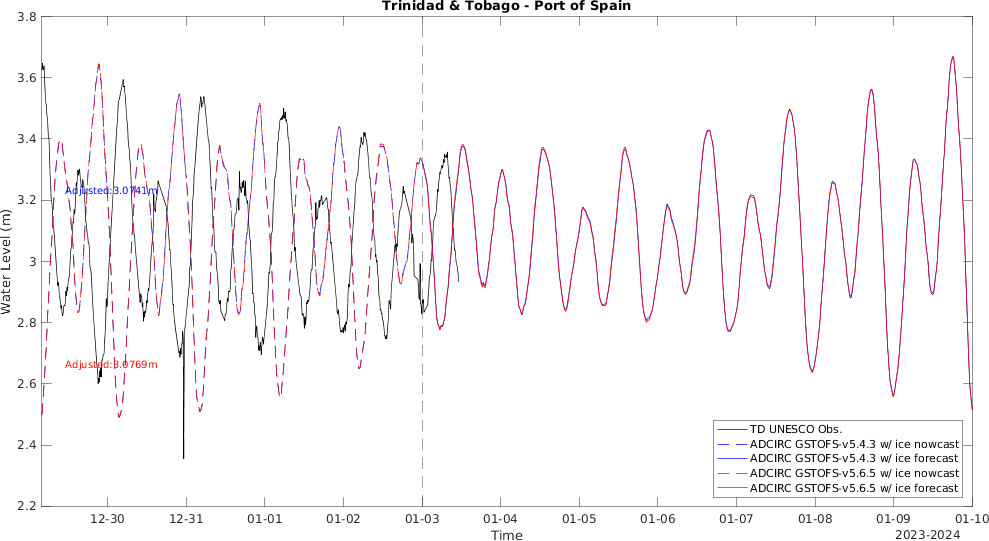 Trinidad & Tobago - Port of Spain
3.8
3.6
3.4
3.2
3
2.8
2.6
2.4
2.2
Water Level (m)
Adjusted:3.0741m
Adjusted:3.0769m
TD UNESCO Obs.
ADCIRC GSTOFS-v5.4.3 w/ ice nowcast
ADCIRC GSTOFS-v5.4.3 w/ ice forecast
ADCIRC GSTOFS-v5.6.5 w/ ice nowcast
ADCIRC GSTOFS-v5.6.5 w/ ice forecast
12-30 12-31 01-01 01-02 01-03 01-04 01-05 01-06 01-07 01-08 01-09 01-10
Time
2023-2024